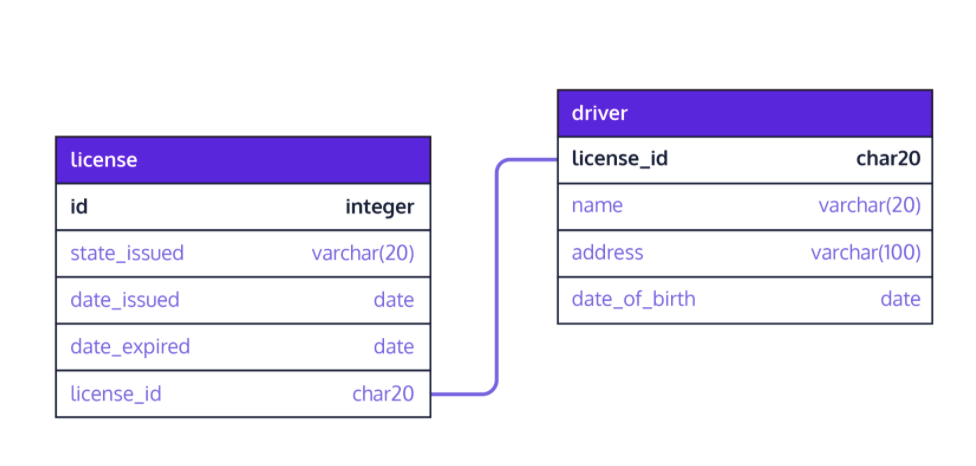 license
id integer
state_issued varchar(20)
date_issued date
date_expired date
license_id char20
driver
license_id char20
name varchar(20)
address varchar(100)
date_of_birth date